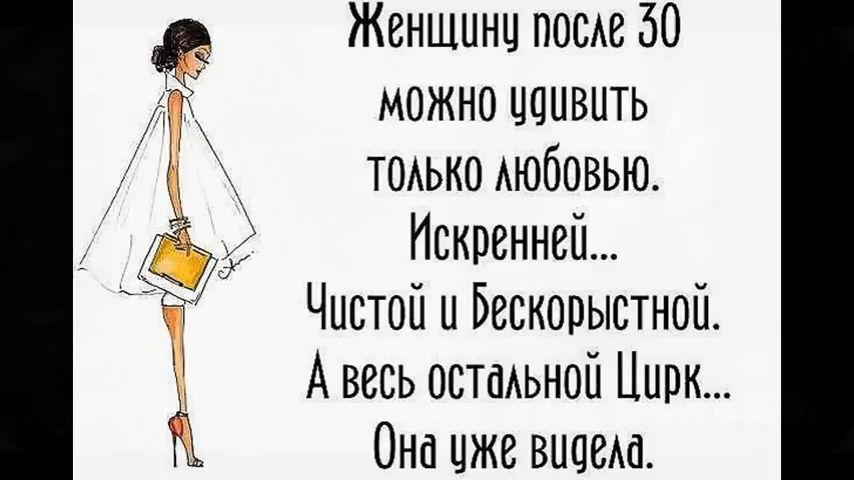 Женщину после 30
можно удивить
только любовью.
Искренней...
Чистой и Бескорыстной.
А весь остальной Цирк...
Она уже видела.